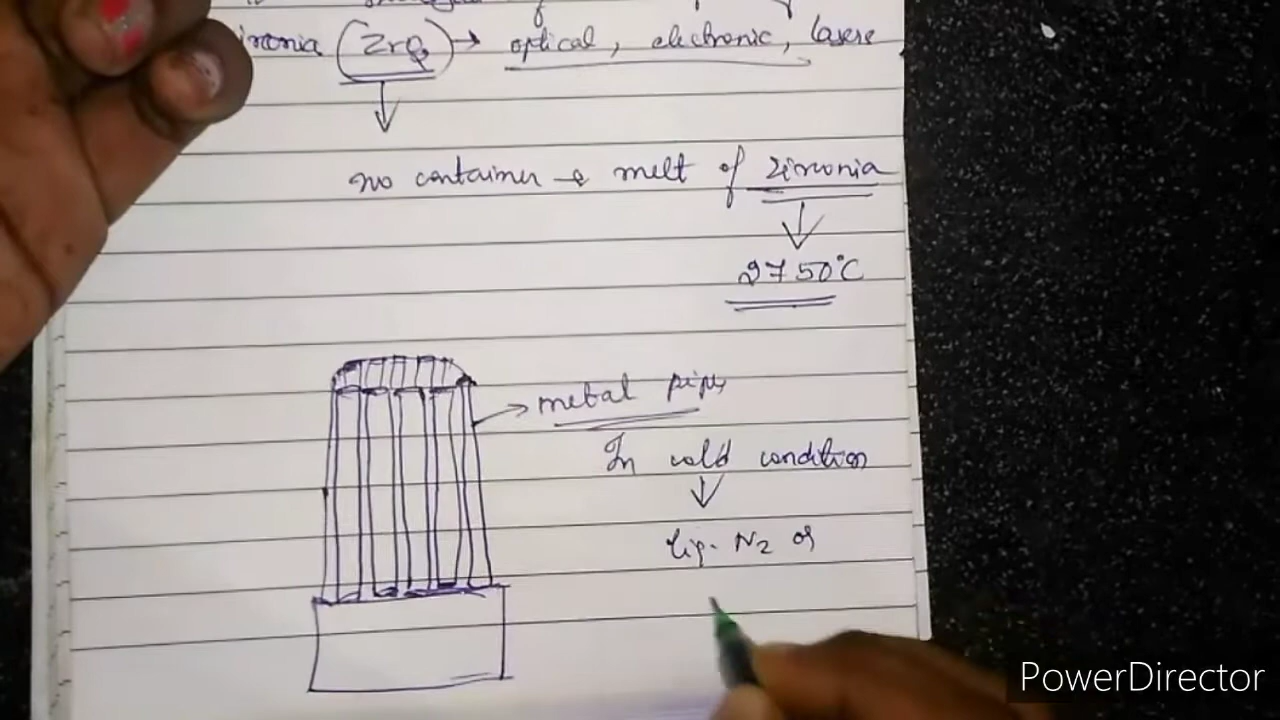 of
irconia (ZrO2) → optical, electronic, lasers
no container → melt of zirconia
2750°C
→ metal pipes
In cold condition
liq. N2 or
PowerDirector